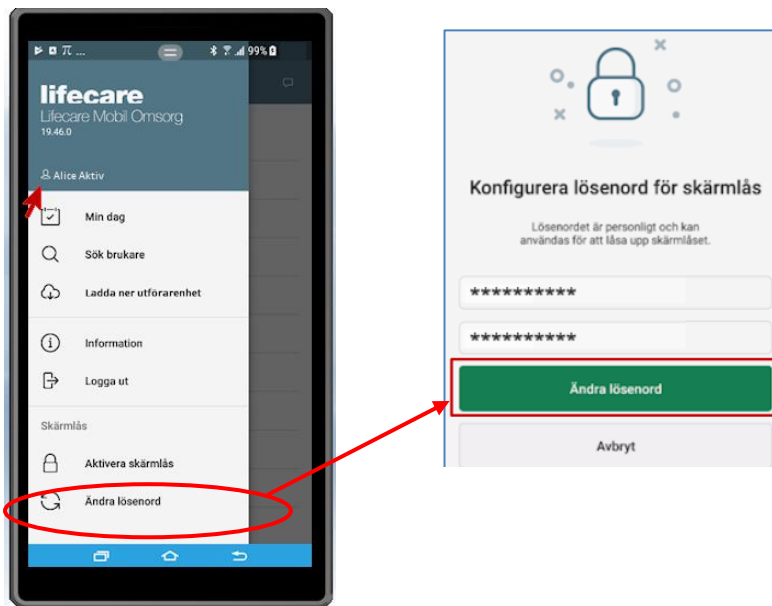 99%
lifecare
Lifecare Mobil Omsorg
19.46.0
Alice Aktiv
Min dag
Sök brukare
Ladda ner utförarenhet
Information
Logga ut
Skärmlås
Aktivera skärmlås
Ändra lösenord
Konfigurera lösenord för skärmlås
Lösenordet är personligt och kan
användas för att låsa upp skärmlåset.
**********
**********
Ändra lösenord
Avbryt